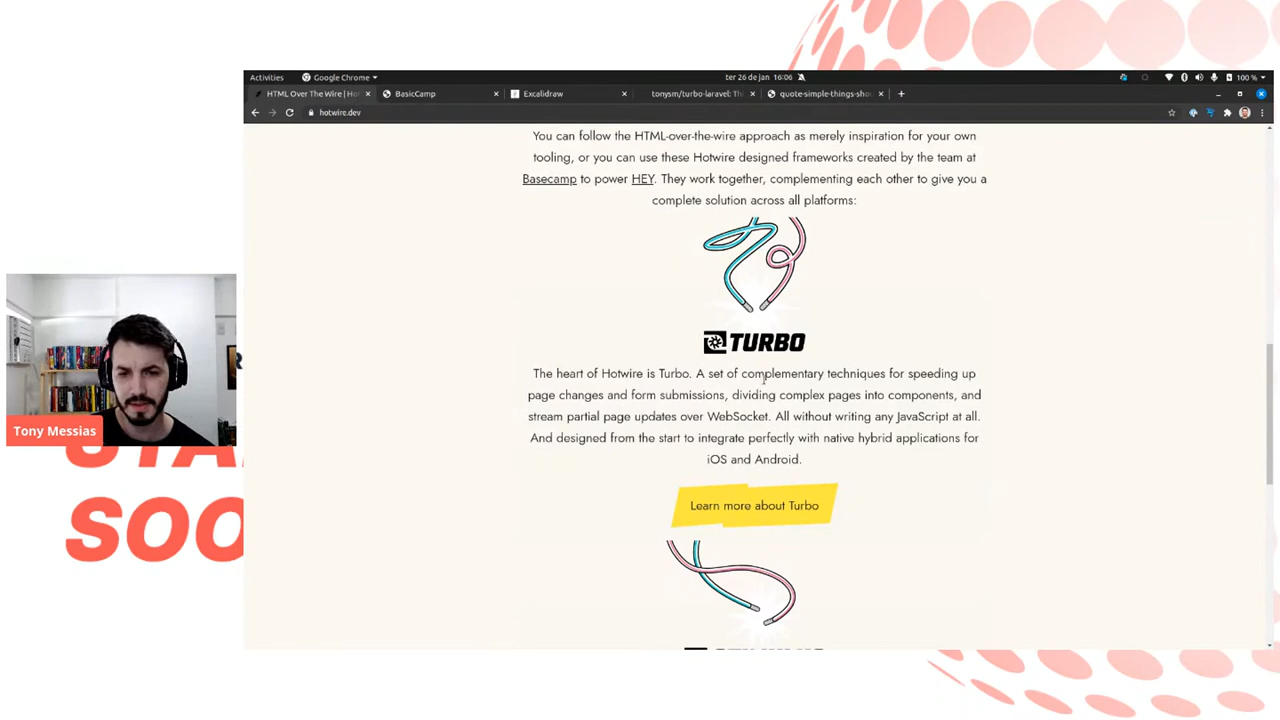 Activities
Google Chrome
ter 26 de jan 16:06
100 %
HTML Over The Wire | Ho
BasicCamp
Excalidraw
tonysm/turbo-laravel: Th
quote-simple-things-shou
hotwire.dev
You can follow the HTML-over-the-wire approach as merely inspiration for your own
tooling, or you can use these Hotwire designed frameworks created by the team at
Basecamp to power HEY. They work together, complementing each other to give you a
complete solution across all platforms:
TURBO
The heart of Hotwire is Turbo. A set of complementary techniques for speeding up
page changes and form submissions, dividing complex pages into components, and
stream partial page updates over WebSocket. All without writing any JavaScript at all.
And designed from the start to integrate perfectly with native hybrid applications for
iOS and Android.
Learn more about Turbo
Tony Messias
SOO